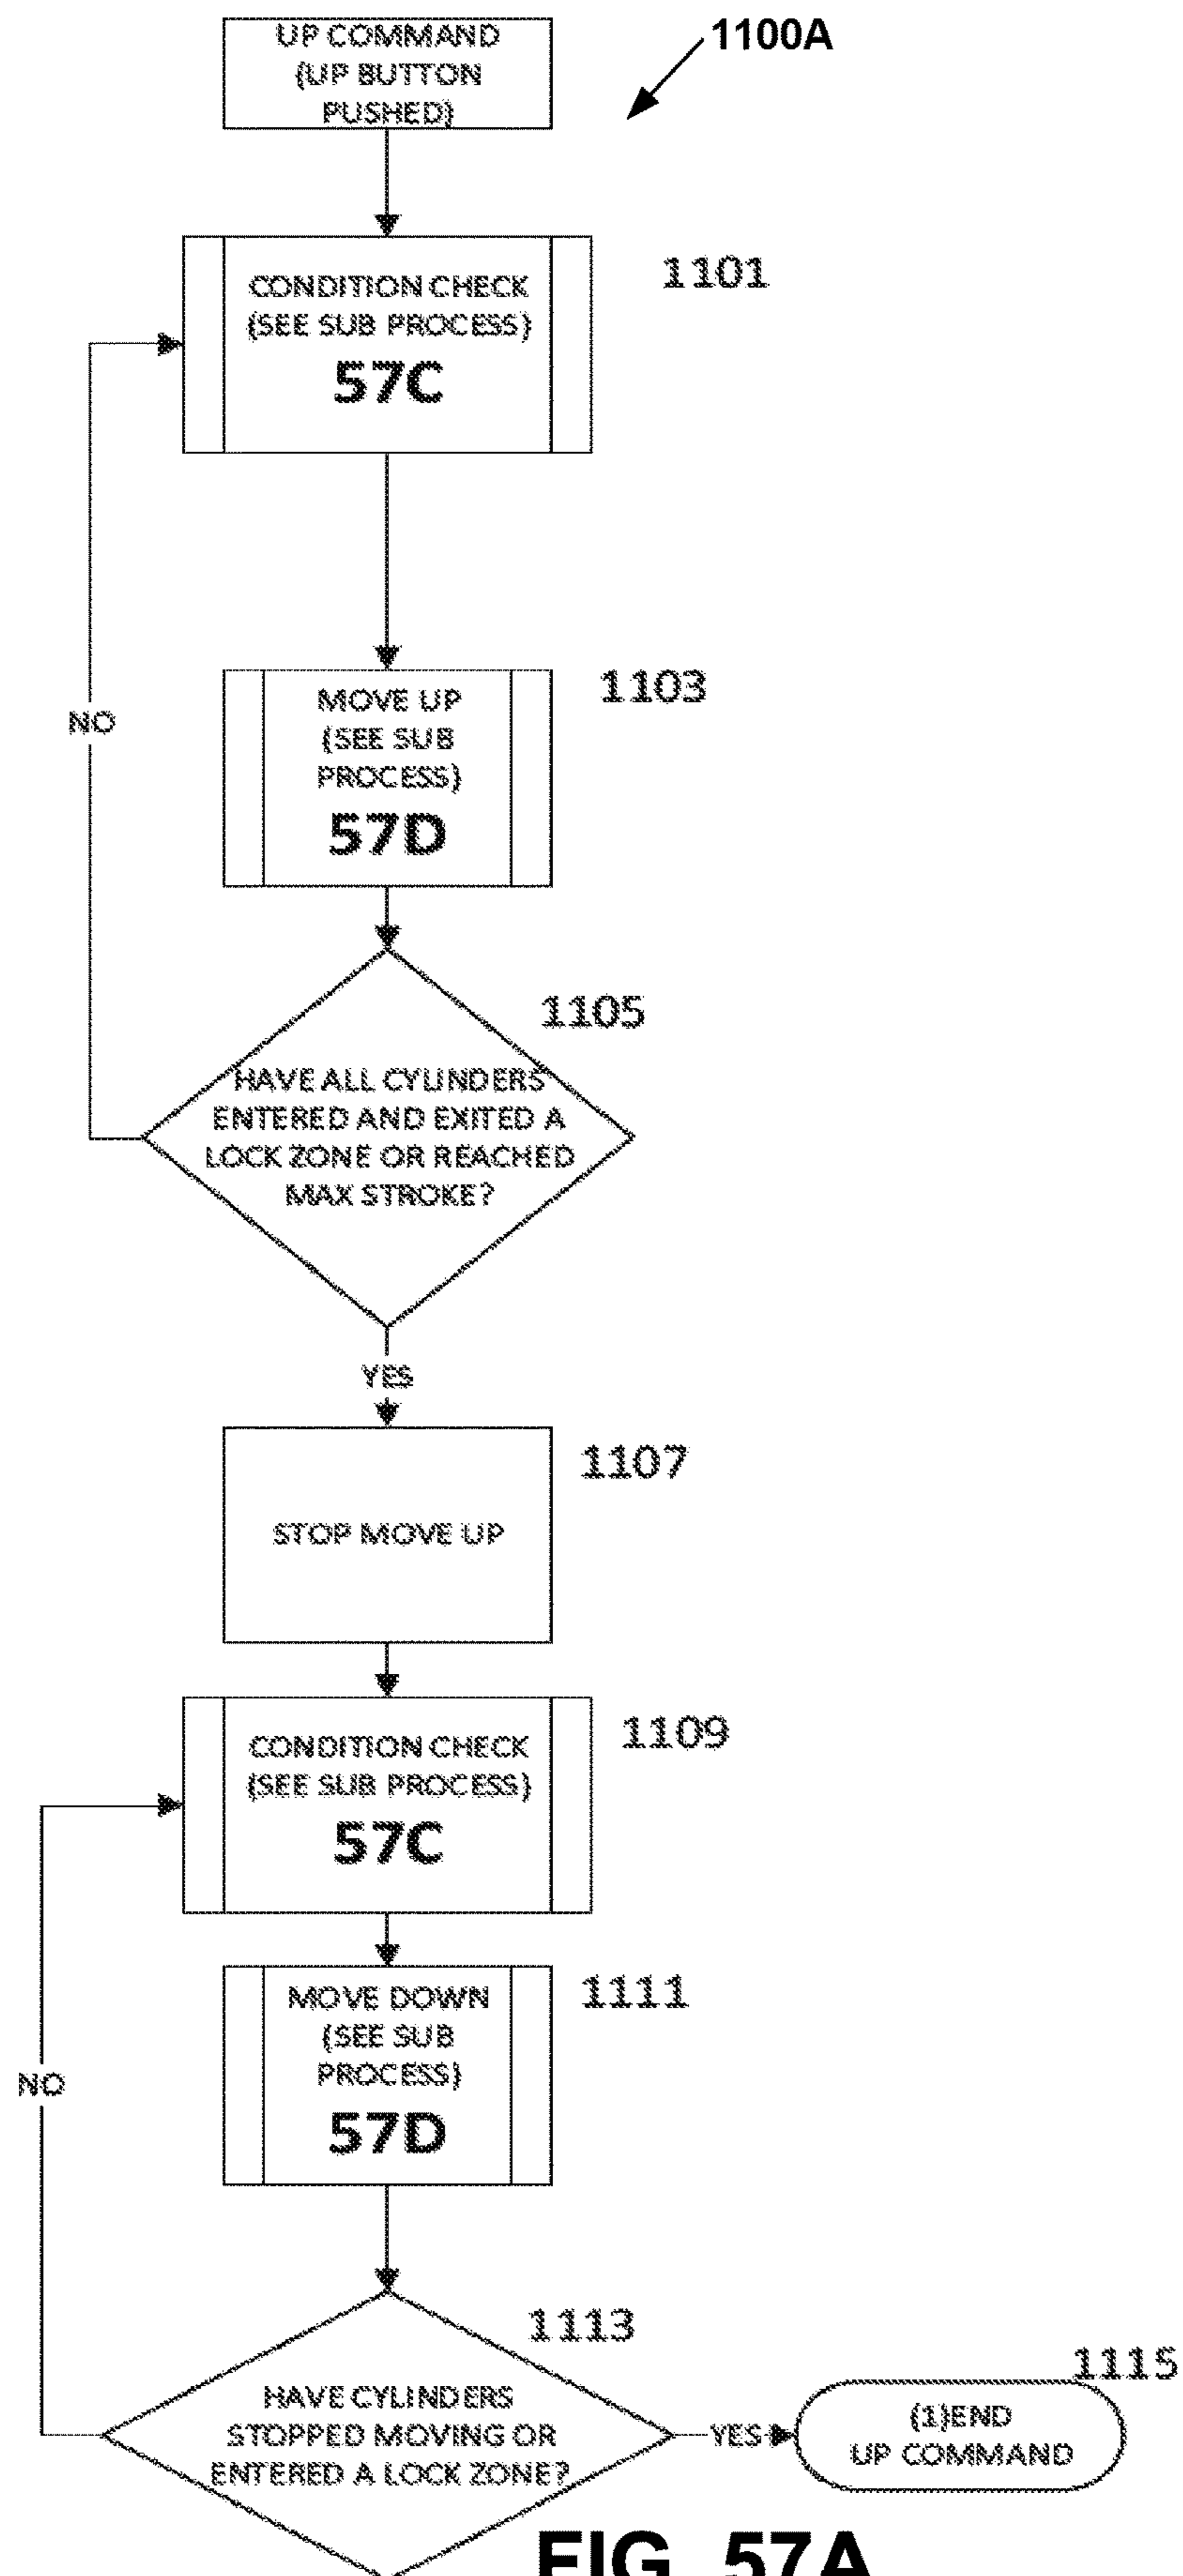 UP COMMAND
(UP BUTTON
PUSHED)
1100A
1101
CONDITION CHECK
(SEE SUB PROCESS)
57C
1103
MOVE UP
(SEE SUB
PROCESS)
57D
NO
1105
HAVE ALL CYLINDERS
ENTERED AND EXITED A
LOCK ZONE OR REACHED
MAX STROKE?
YES
1107
STOP MOVE UP
1109
CONDITION CHECK
(SEE SUB PROCESS)
57C
1111
MOVE DOWN
(SEE SUB
PROCESS)
57D
NO
1113
HAVE CYLINDERS
STOPPED MOVING OR
ENTERED A LOCK ZONE?
YES
1115
(1)END
UP COMMAND
FIG. 57A